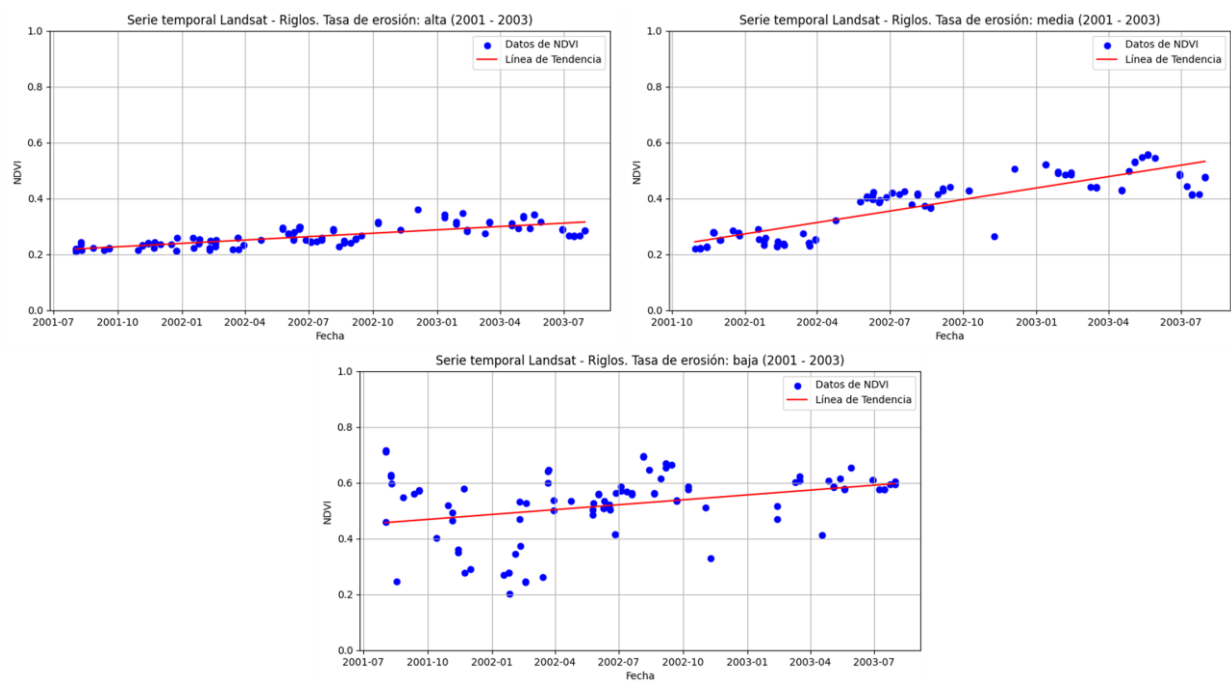 Serie temporal Landsat - Riglos. Tasa de erosión: alta (2001 - 2003)
1.0
0.8
0.6
0.4
0.2
0.0
NDVI
Datos de NDVI
Línea de Tendencia
2001-07 2001-10 2002-01 2002-04 2002-07 2002-10 2003-01 2003-04 2003-07
Fecha
Serie temporal Landsat - Riglos. Tasa de erosión: media (2001 - 2003)
1.0
0.8
0.6
0.4
0.2
0.0
NDVI
Datos de NDVI
Línea de Tendencia
2001-10 2002-01 2002-04 2002-07 2002-10 2003-01 2003-04 2003-07
Fecha
Serie temporal Landsat - Riglos. Tasa de erosión: baja (2001 - 2003)
1.0
0.8
0.6
0.4
0.2
0.0
NDVI
Datos de NDVI
Línea de Tendencia
2001-07 2001-10 2002-01 2002-04 2002-07 2002-10 2003-01 2003-04 2003-07
Fecha